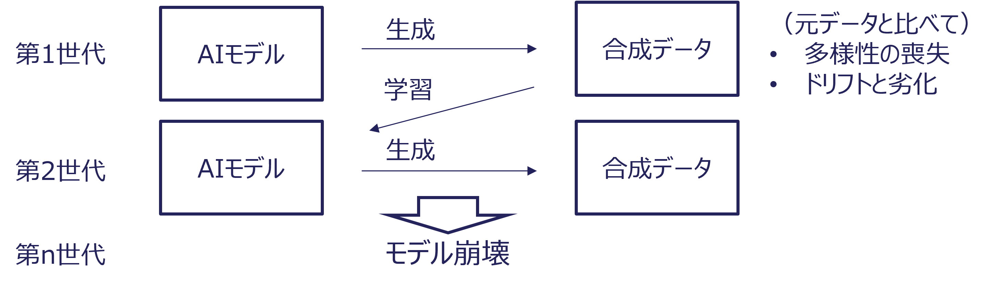 第1世代
AIモデル
生成
合成データ
（元データと比べて）
• 多様性の喪失
• ドリフトと劣化
学習
第2世代
AIモデル
生成
合成データ
第n世代
モデル崩壊